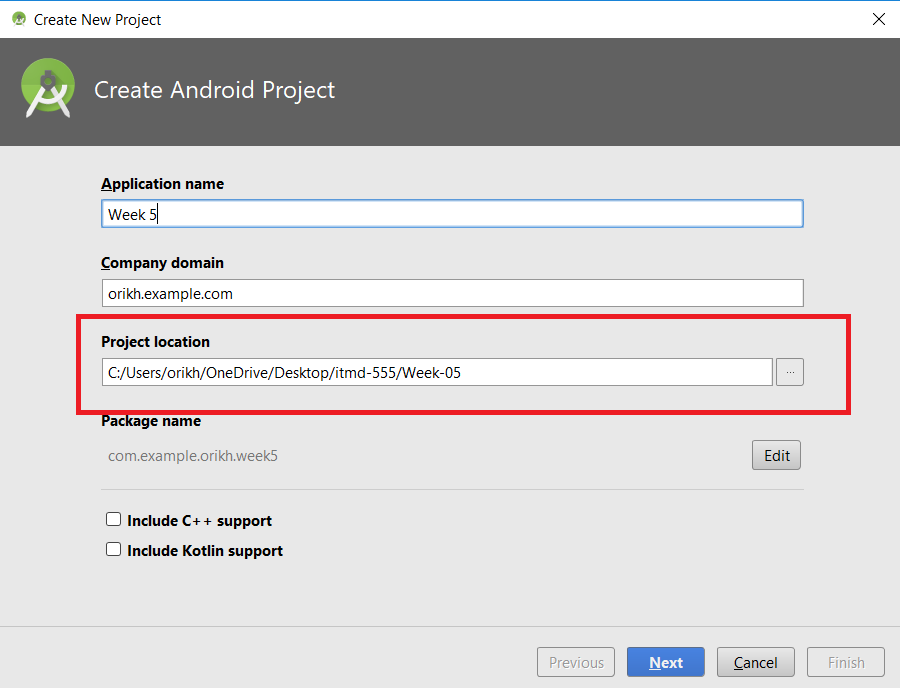 Create New Project
Create Android Project
Application name
Week 5
Company domain
orikh.example.com
Project location
C:/Users/orikh/OneDrive/Desktop/itmd-555/Week-05
...
Package name
com.example.orikh.week5
Edit
Include C++ support
Include Kotlin support
Previous Next Cancel Finish